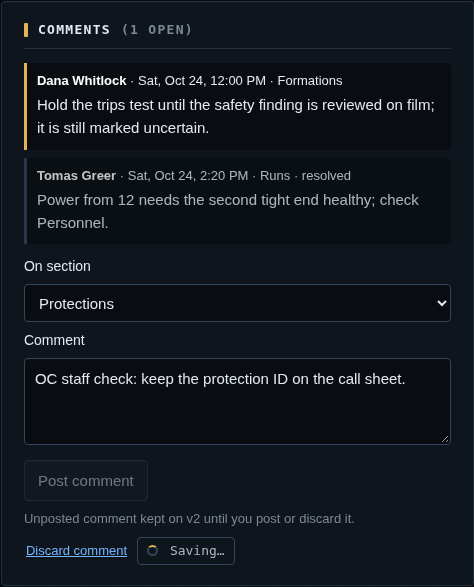 COMMENTS (1 OPEN)
Dana Whitlock · Sat, Oct 24, 12:00 PM · Formations
Hold the trips test until the safety finding is reviewed on film;
it is still marked uncertain.
Tomas Greer · Sat, Oct 24, 2:20 PM · Runs · resolved
Power from 12 needs the second tight end healthy; check
Personnel.
On section
Protections
Comment
OC staff check: keep the protection ID on the call sheet.
Post comment
Unposted comment kept on v2 until you post or discard it.
Discard comment
Saving…